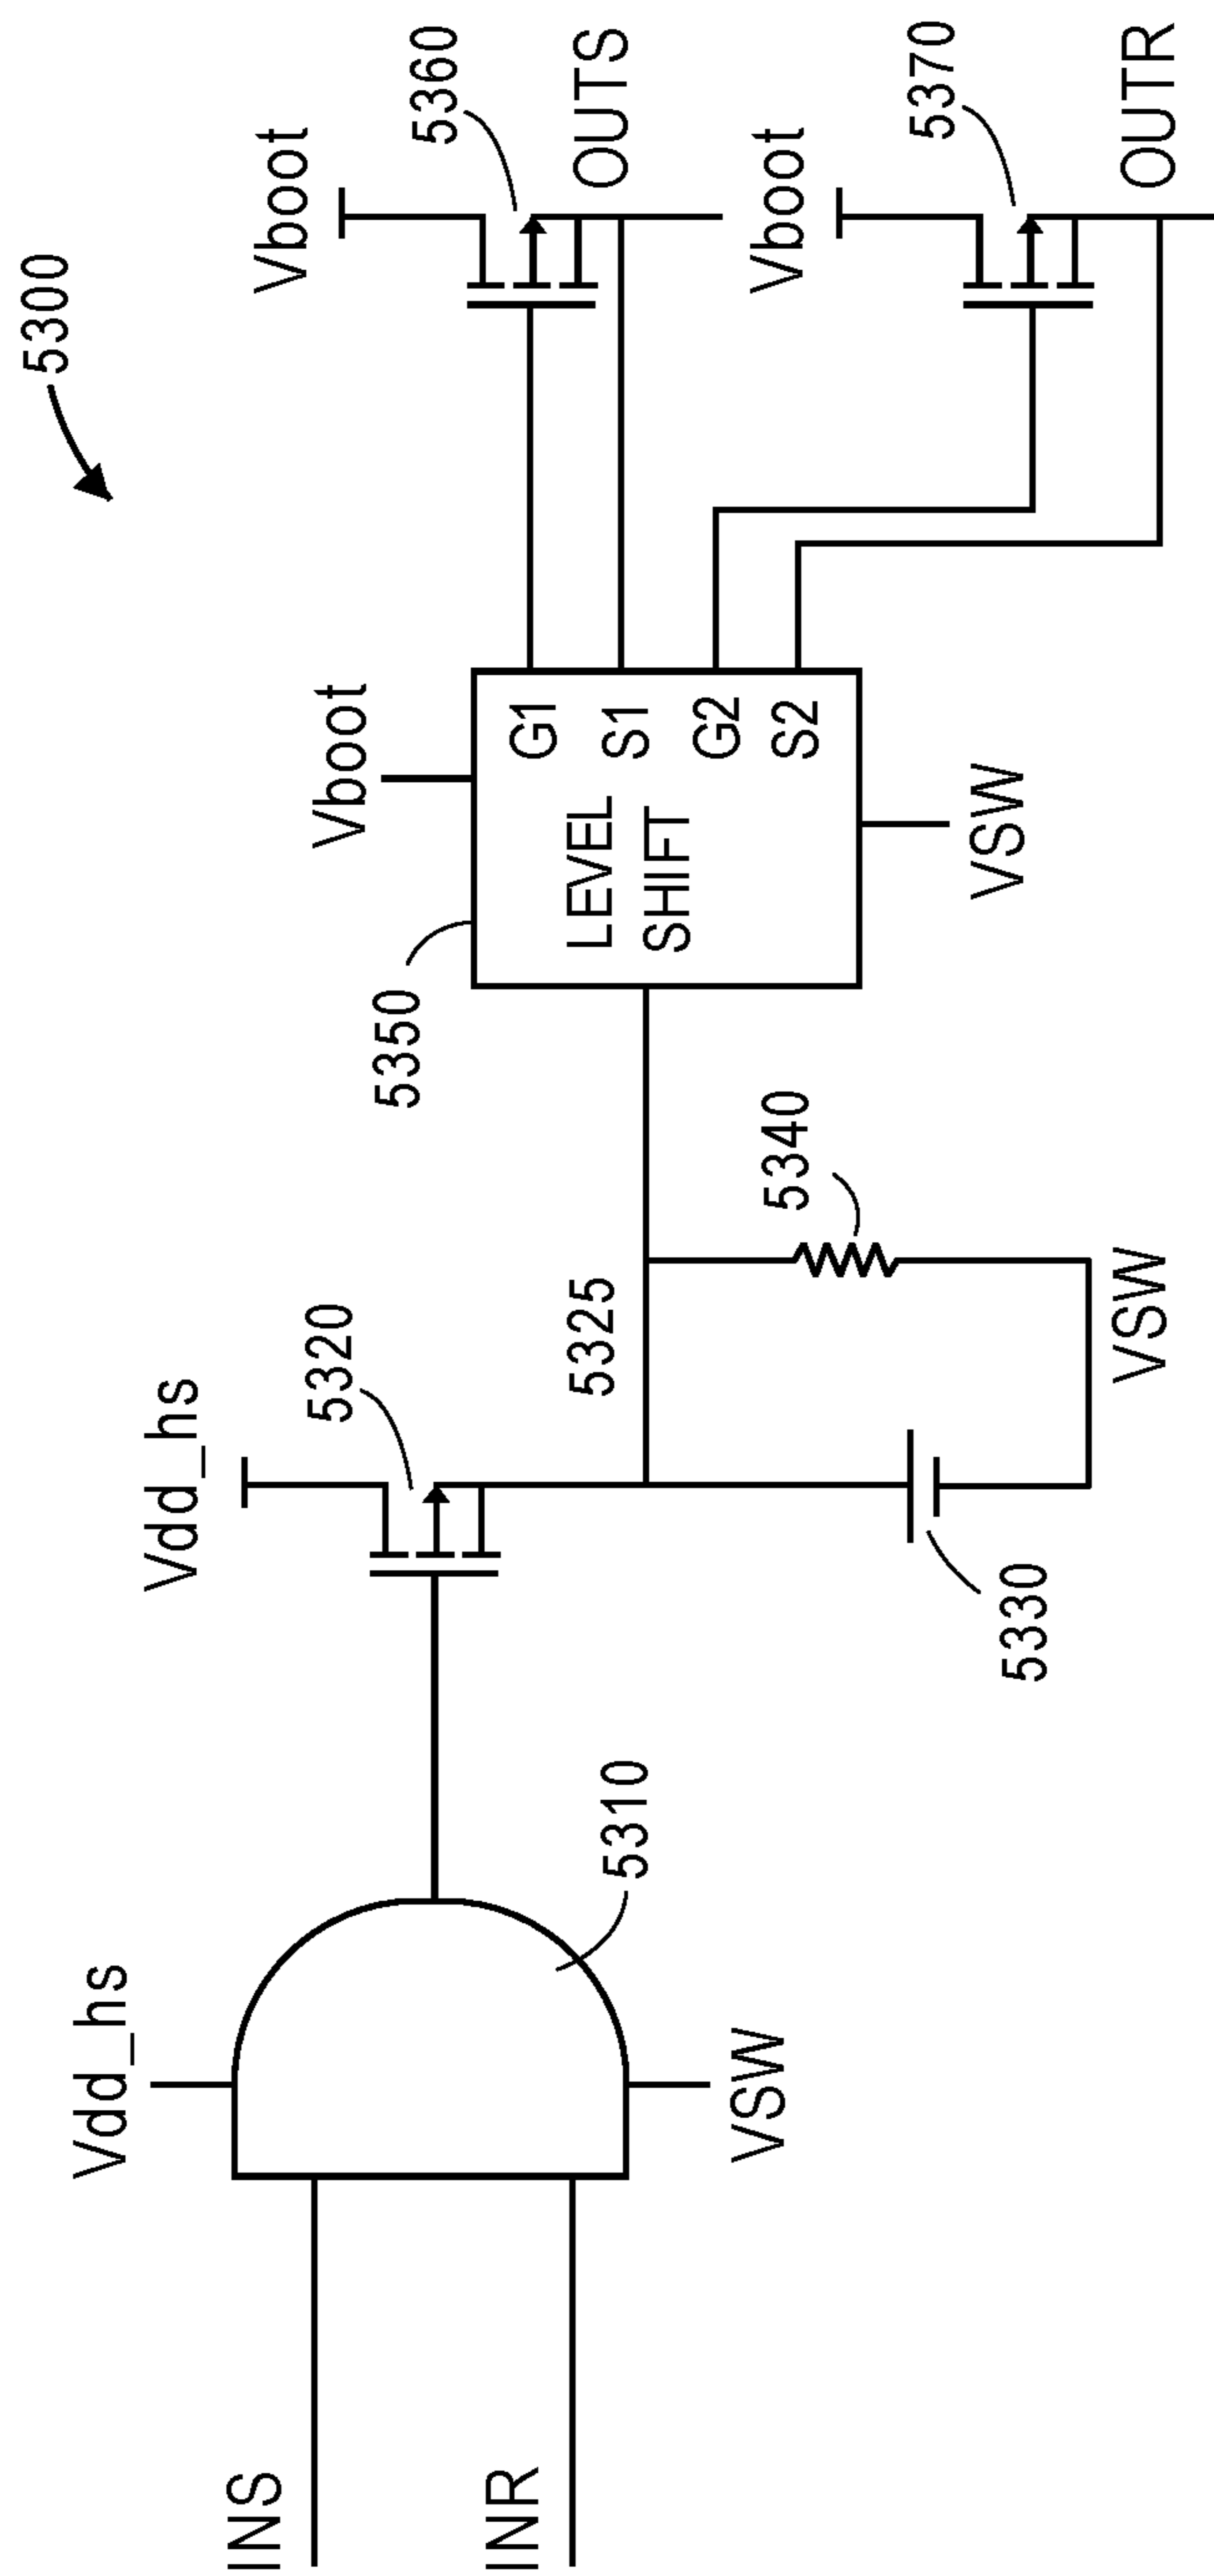 5300
INS
INR
Vdd_hs
VSW
5310
Vdd_hs
5320
5325
5330
5340
VSW
5350
Vboot
LEVEL
SHIFT
G1
S1
G2
S2
VSW
Vboot
5360
OUTS
Vboot
5370
OUTR